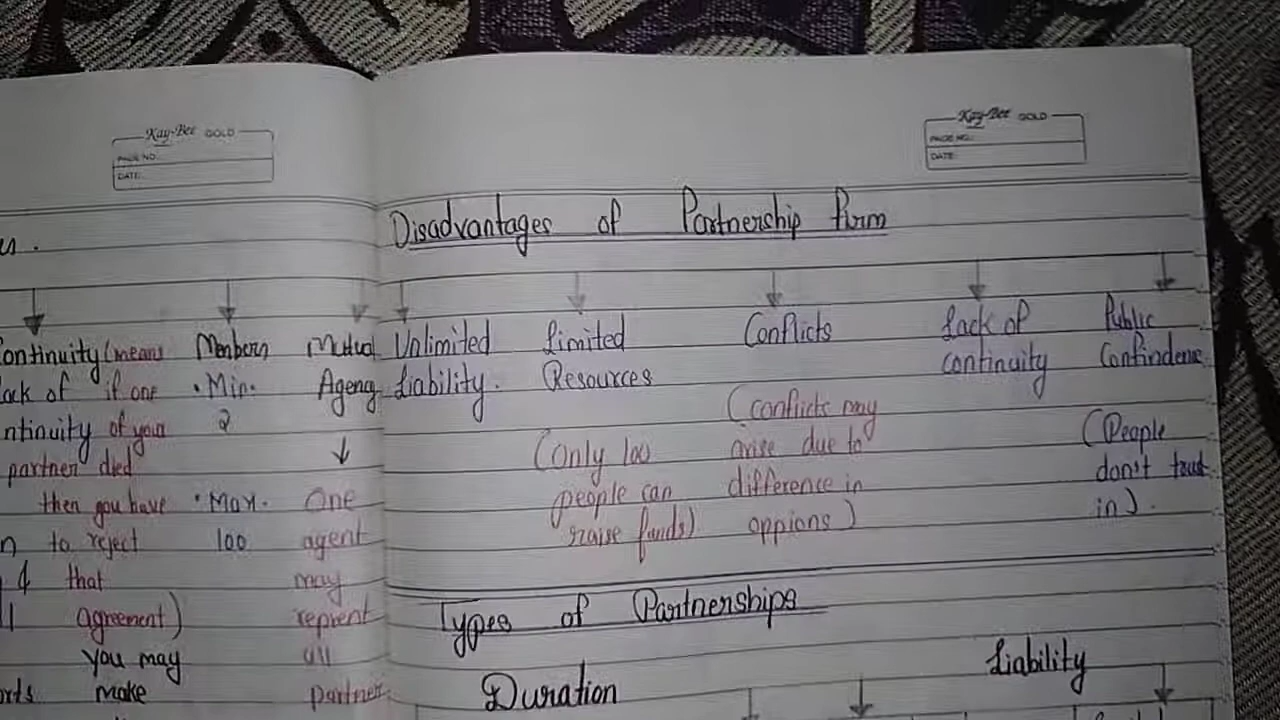 Kay-Bee GOLD
PAGE NO.
DATE:
Continuity (means
lack of if one
ntinuity of your
partner died
then you have
n to reject
& that
agreement)
you may
make
Members
• Min.
2
• Max.
100
Mutual
Agency
↓
One
agent
may
reprent
all
partner
Kay-Bee GOLD
PAGE NO.:
DATE:
Disadvantages of Partnership Firm
Unlimited
Liability.
Limited
Resources
(Only 100
people can
raise funds)
Conflicts
(conflicts may
arise due to
difference in
oppions)
Lack of
continuity
Public
Confindence
(People
don't trust
in).
Types of Partnerships
Duration
Liability